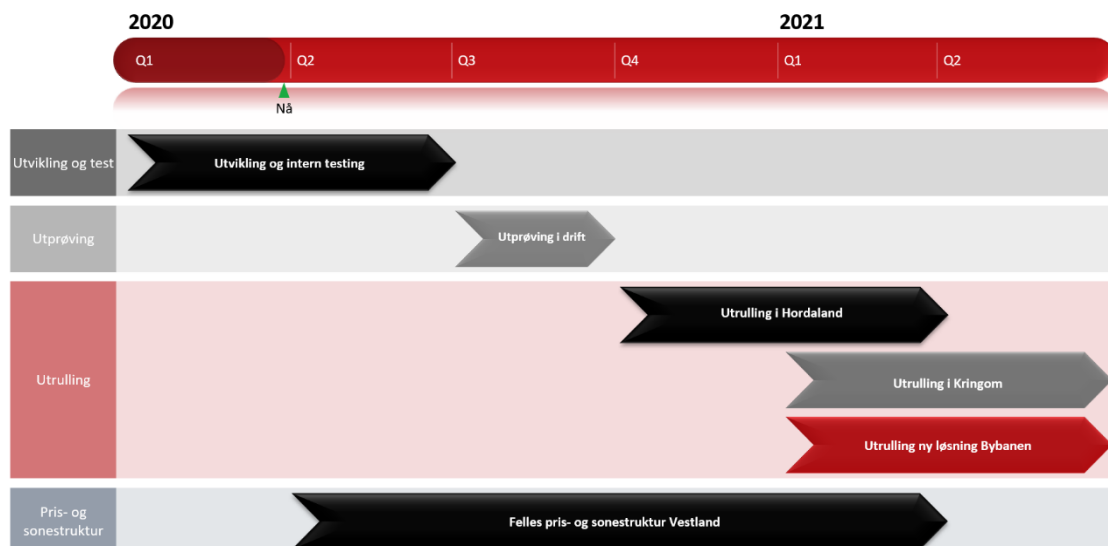 2020
2021
Q1
Q2
Q3
Q4
Q1
Q2
Nå
Utvikling og test
Utvikling og intern testing
Utprøving
Utprøving i drift
Utrulling
Utrulling i Hordaland
Utrulling i Kringom
Utrulling ny løsning Bybanen
Pris- og
sonestruktur
Felles pris- og sonestruktur Vestland